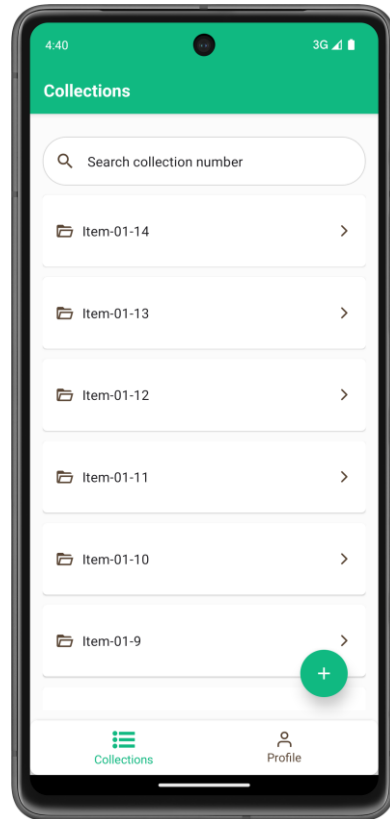 4:40 3G
Collections
Search collection number
Item-01-14
Item-01-13
Item-01-12
Item-01-11
Item-01-10
Item-01-9
+
Collections Profile